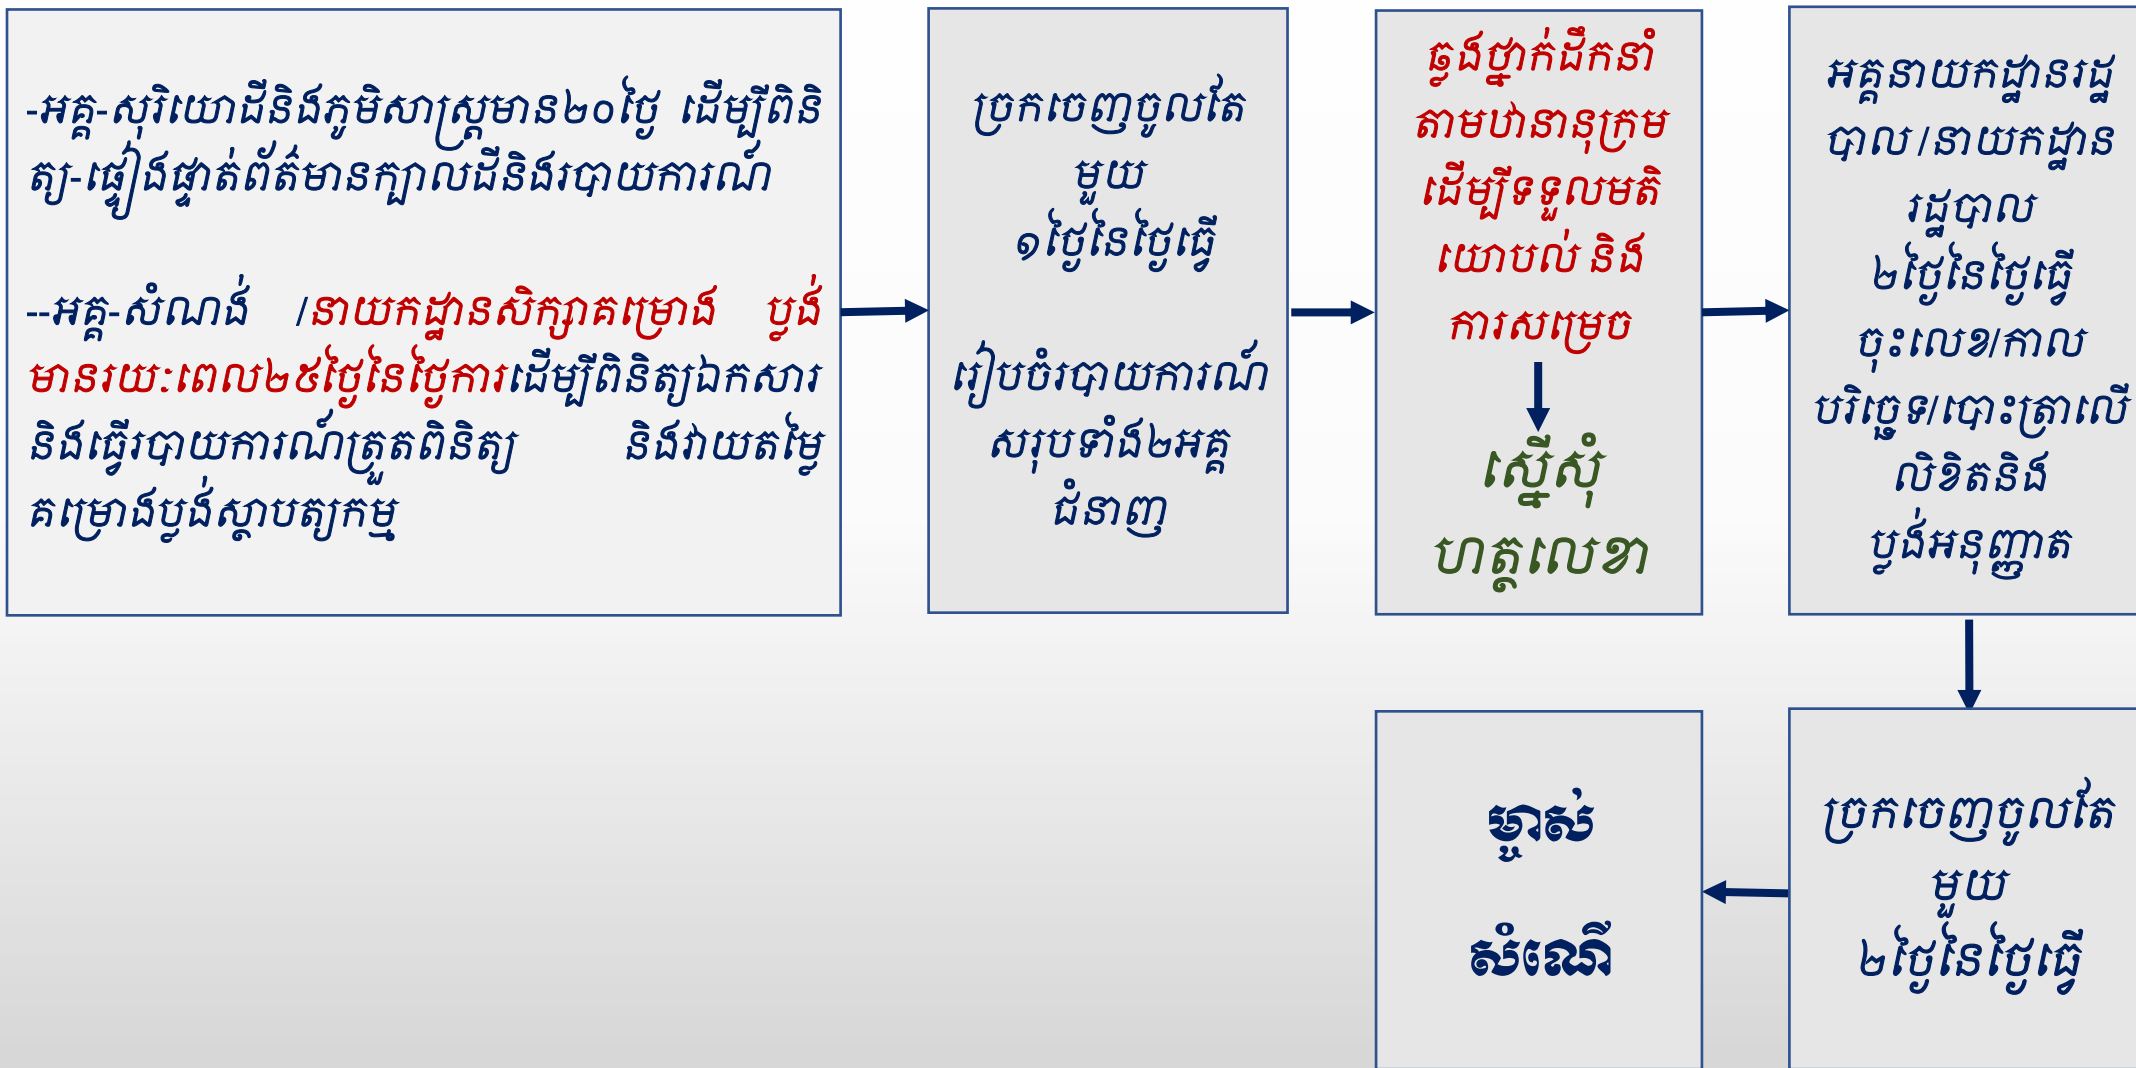 -អគ្គ-សុរិយោដីនិងភូមិសាស្ត្រមាន២០ថ្ងៃ ដើម្បីពិនិ
ត្យ-ផ្ទៀងផ្ទាត់ព័ត៌មានក្បាលដីនិងរបាយការណ៍
--អគ្គ-សំណង់ /នាយកដ្ឋានសិក្សាគម្រោង ប្លង់
មានរយៈពេល២៥ថ្ងៃនៃថ្ងៃការដើម្បីពិនិត្យឯកសារ
និងធ្វើរបាយការណ៍ត្រួតពិនិត្យ និងវាយតម្លៃ
គម្រោងប្លង់ស្ថាបត្យកម្ម
ច្រកចេញចូលតែ
មួយ
១ថ្ងៃនៃថ្ងៃធ្វើ
រៀបចំរបាយការណ៍
សរុបទាំង២អគ្គ
ជំនាញ
ឆ្លងថ្នាក់ដឹកនាំ
តាមឋានានុក្រម
ដើម្បីទទួលមតិ
យោបល់ និង
ការសម្រេច
ស្នើសុំ
ហត្ថលេខា
អគ្គនាយកដ្ឋានរដ្ឋ
បាល /នាយកដ្ឋាន
រដ្ឋបាល
២ថ្ងៃនៃថ្ងៃធ្វើ
ចុះលេខ/កាល
បរិច្ឆេទ/បោះត្រាលើ
លិខិតនិង
ប្លង់អនុញ្ញាត
ច្រកចេញចូលតែ
មួយ
២ថ្ងៃនៃថ្ងៃធ្វើ
ម្ចាស់
សំណើ